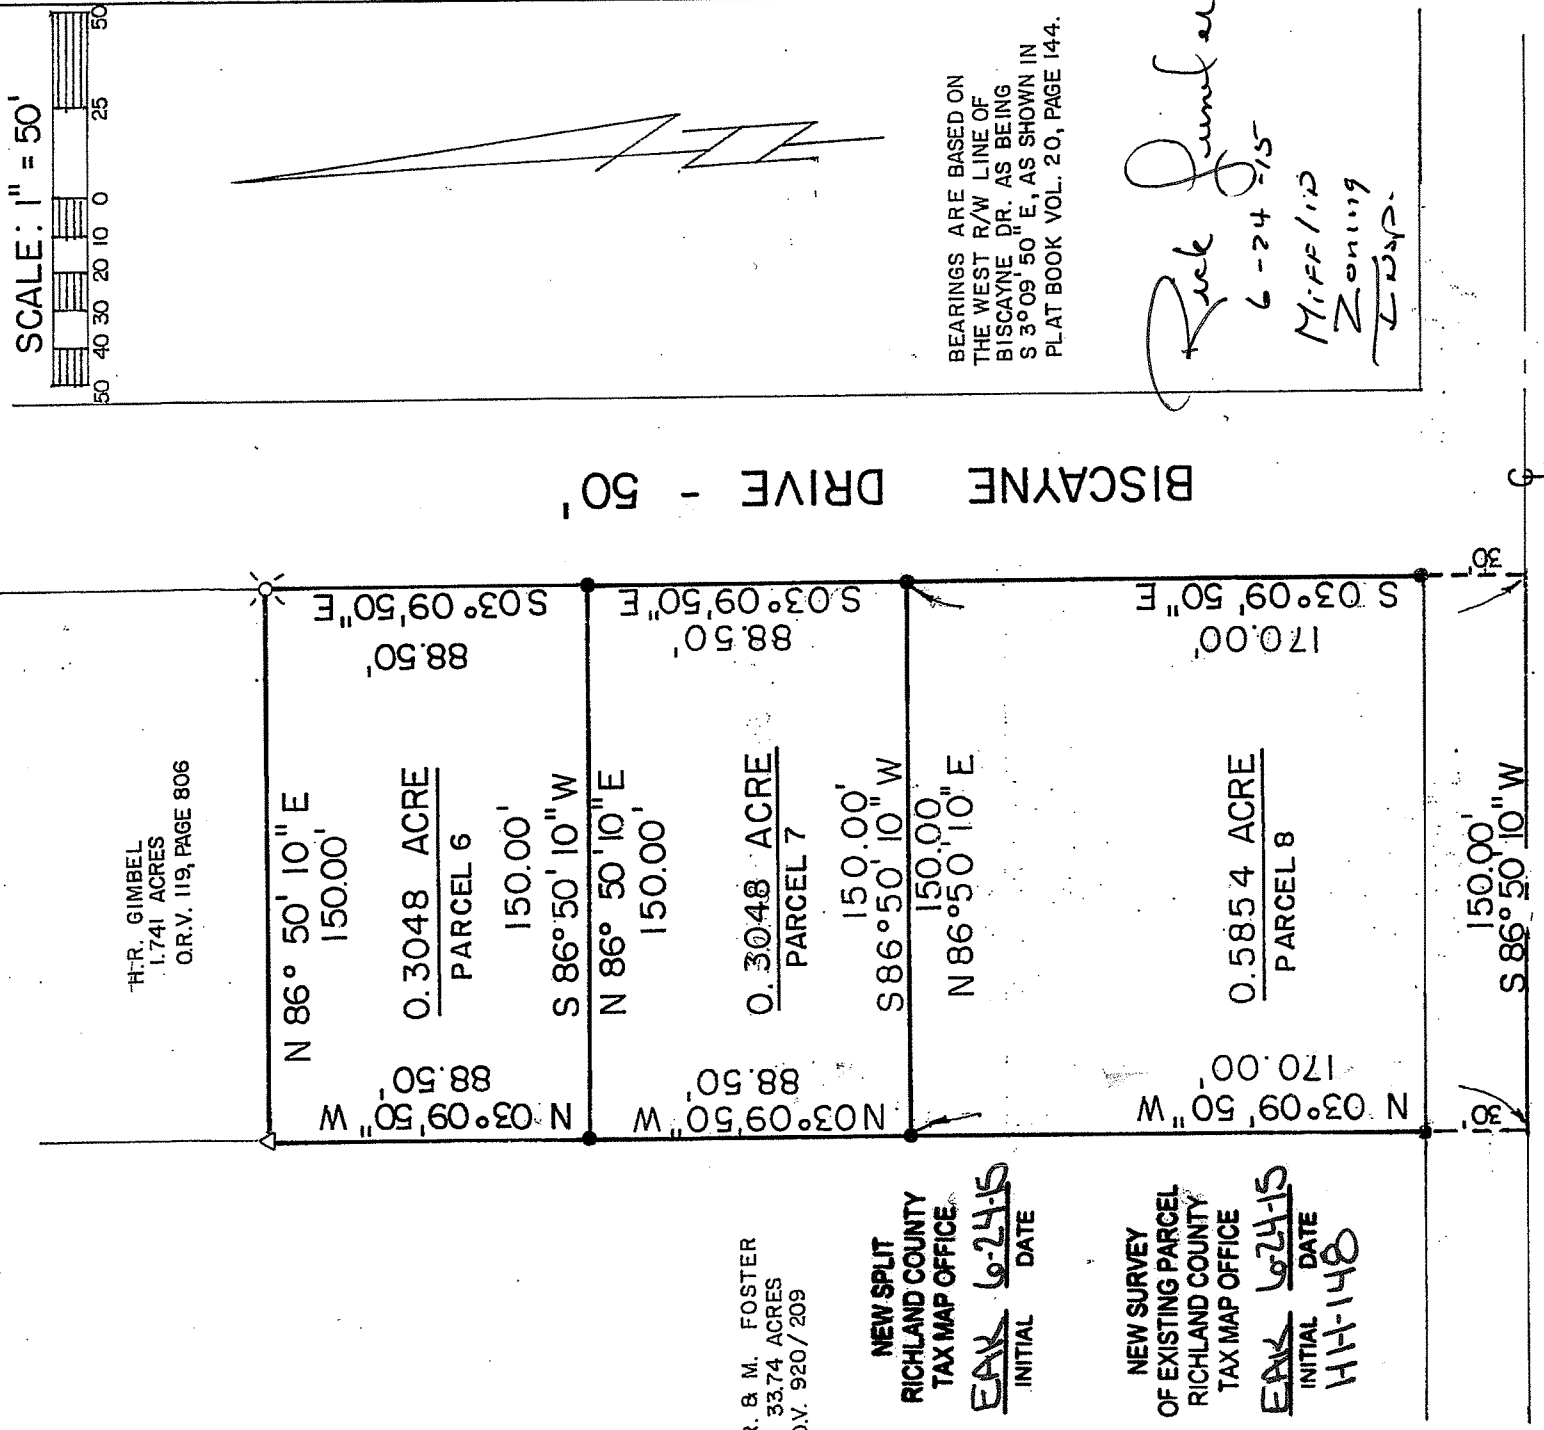 SCALE: 1" = 50'
50 40 30 20 10 0 25 50
BEARINGS ARE BASED ON
THE WEST R/W LINE OF
BISCAYNE DR. AS BEING
S 3° 09' 50" E, AS SHOWN IN
PLAT BOOK VOL. 20, PAGE 144.
Rick
6-24-15
Mifflin
Zoning
Insp.
BISCAYNE DRIVE - 50'
H.R. GIMBEL
1.741 ACRES
O.R.V. 119, PAGE 806
N 86° 50' 10" E
150.00'
S 03° 09' 50" E
88.50'
0.3048 ACRE
PARCEL 6
88.50'
N 03° 09' 50" W
150.00'
S 86° 50' 10" W
N 86° 50' 10" E
150.00'
S 03° 09' 50" E
88.50'
0.3048 ACRE
PARCEL 7
88.50'
N 03° 09' 50" W
150.00'
S 86° 50' 10" W
150.00'
N 86° 50' 10" E
S 03° 09' 50" E
170.00'
0.5854 ACRE
PARCEL 8
170.00'
N 03° 09' 50" W
30'
30'
150.00'
S 86° 50' 10" W
& M. FOSTER
33.74 ACRES
920/209
NEW SPLIT
RICHLAND COUNTY
TAX MAP OFFICE
EAK 6-24-15
INITIAL DATE
NEW SURVEY
OF EXISTING PARCEL
RICHLAND COUNTY
TAX MAP OFFICE
EAK 6-24-15
INITIAL DATE
HH-148